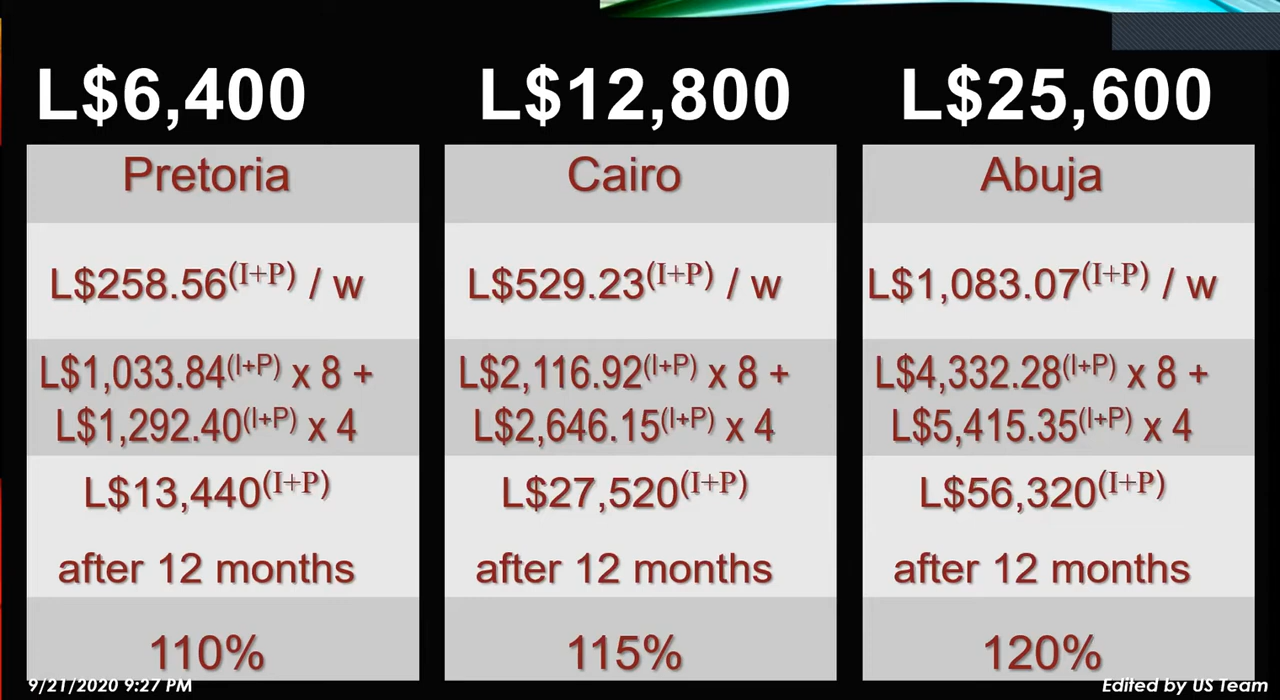 L$6,400
L$12,800
L$25,600
Pretoria
Cairo
Abuja
L$258.56(I+P) / w
L$529.23(I+P) / w
L$1,083.07(I+P) / w
L$1,033.84(I+P) x 8 +
L$1,292.40(I+P) x 4
L$2,116.92(I+P) x 8 +
L$2,646.15(I+P) x 4
L$4,332.28(I+P) x 8 +
L$5,415.35(I+P) x 4
L$13,440(I+P)
after 12 months
L$27,520(I+P)
after 12 months
L$56,320(I+P)
after 12 months
110%
115%
120%
9/21/2020 9:27 PM
Edited by US Team